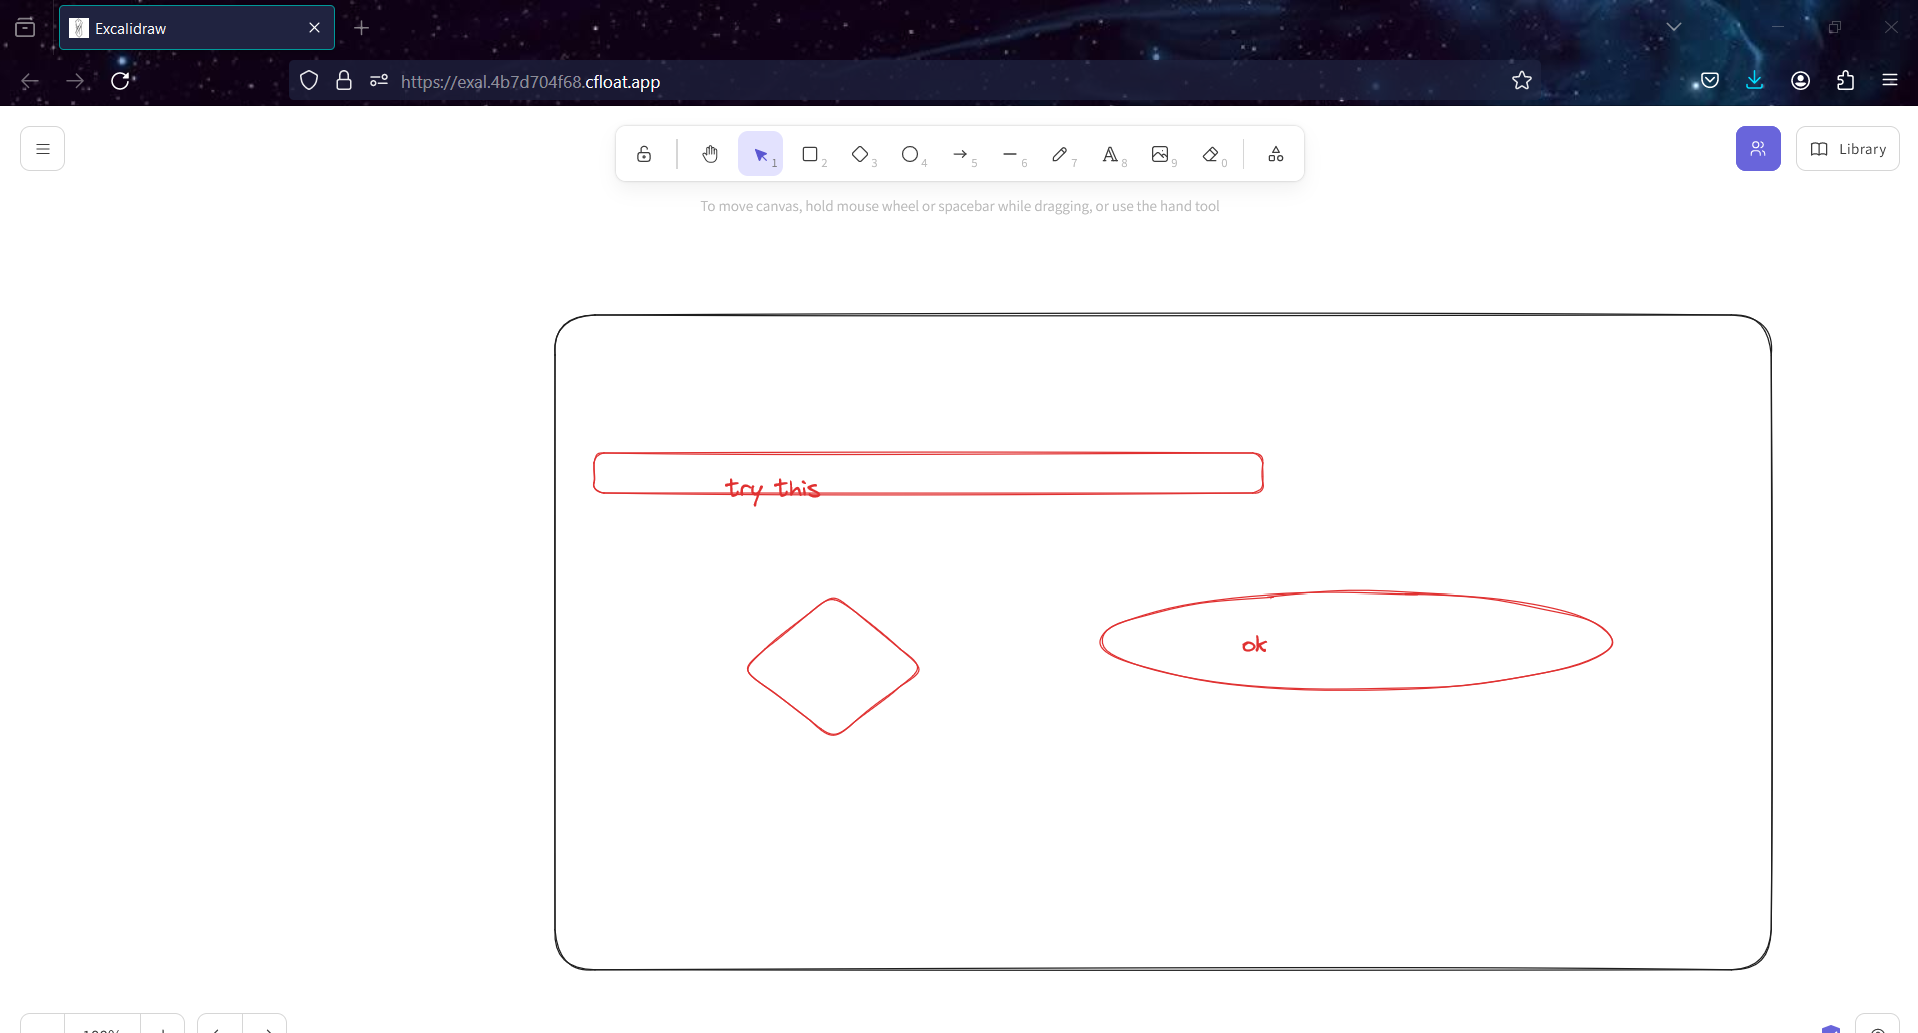 Excalidraw
https://exal.4b7d704f68.cfloat.app
1 2 3 4 5 6 7 8 9 0
Library
To move canvas, hold mouse wheel or spacebar while dragging, or use the hand tool
try this
ok
100%